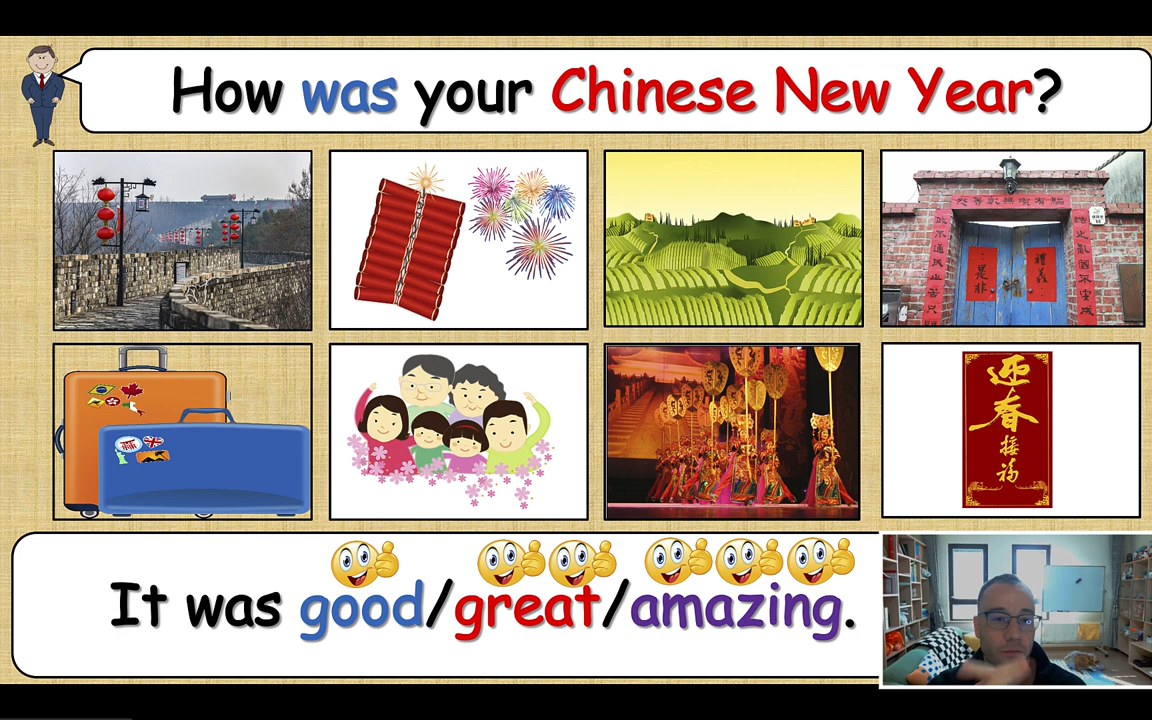 How was your Chinese New Year?
迎春
接福
It was good/great/amazing.